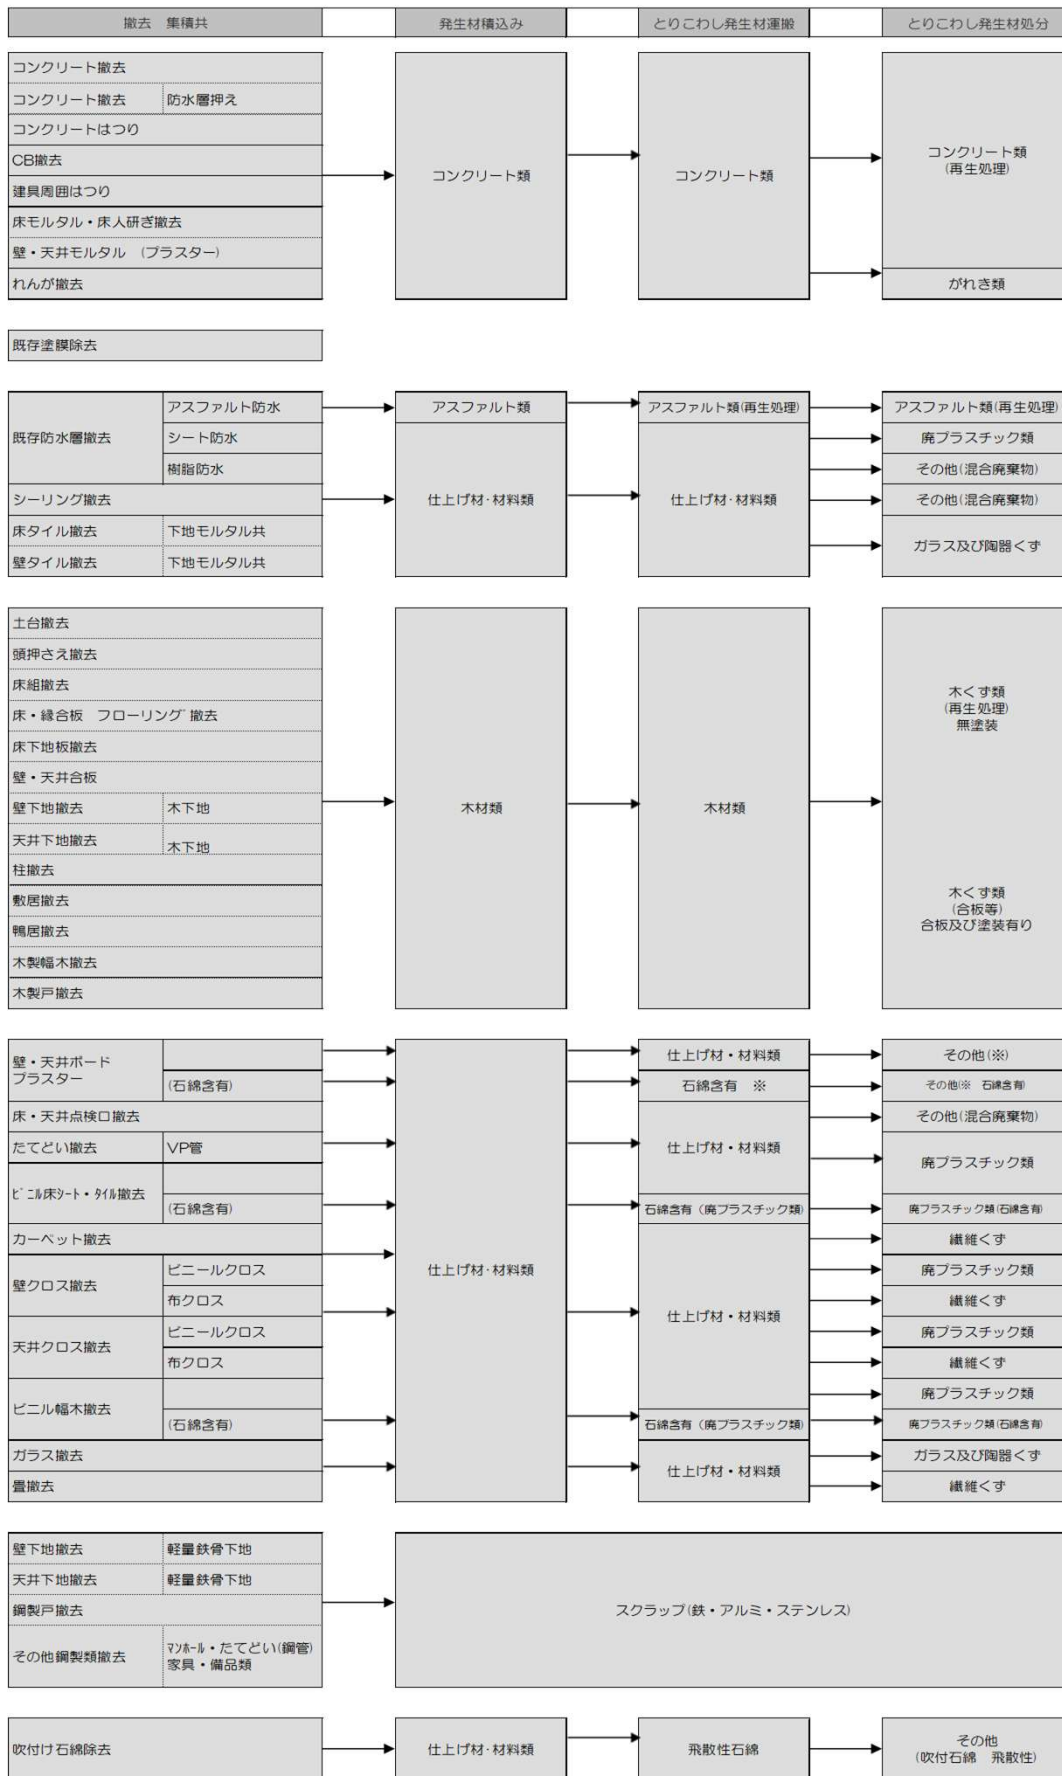 撤去　集積共
発生材積込み
とりこわし発生材運搬
とりこわし発生材処分
コンクリート撤去
コンクリート撤去　防水層押え
コンクリートはつり
CB撤去
建具周囲はつり
床モルタル・床人研ぎ撤去
壁・天井モルタル　(プラスター)
れんが撤去
コンクリート類
コンクリート類
コンクリート類
(再生処理)
がれき類
既存塗膜除去
既存防水層撤去
アスファルト防水
シート防水
樹脂防水
シーリング撤去
床タイル撤去　下地モルタル共
壁タイル撤去　下地モルタル共
アスファルト類
仕上げ材･材料類
アスファルト類(再生処理)
仕上げ材･材料類
アスファルト類(再生処理)
廃プラスチック類
その他(混合廃棄物)
その他(混合廃棄物)
ガラス及び陶器くず
土台撤去
頭押さえ撤去
床組撤去
床・縁合板　フローリング撤去
床下地板撤去
壁・天井合板
壁下地撤去　木下地
天井下地撤去　木下地
柱撤去
敷居撤去
鴨居撤去
木製幅木撤去
木製戸撤去
木材類
木材類
木くず類
(再生処理)
無塗装
木くず類
(合板等)
合板及び塗装有り
壁・天井ボード
プラスター
(石綿含有)
床・天井点検口撤去
たてどい撤去　VP管
ﾋﾞﾆﾙ床ｼｰﾄ・ﾀｲﾙ撤去
(石綿含有)
カーペット撤去
壁クロス撤去
ビニールクロス
布クロス
天井クロス撤去
ビニールクロス
布クロス
ビニル幅木撤去
(石綿含有)
ガラス撤去
畳撤去
仕上げ材･材料類
仕上げ材・材料類
石綿含有　※
仕上げ材・材料類
石綿含有（廃プラスチック類)
仕上げ材・材料類
石綿含有（廃プラスチック類)
仕上げ材・材料類
その他(※)
その他(※　石綿含有)
その他(混合廃棄物)
廃プラスチック類
廃プラスチック類(石綿含有)
繊維くず
廃プラスチック類
繊維くず
廃プラスチック類
繊維くず
廃プラスチック類
廃プラスチック類(石綿含有)
ガラス及び陶器くず
繊維くず
壁下地撤去　軽量鉄骨下地
天井下地撤去　軽量鉄骨下地
鋼製戸撤去
その他鋼製類撤去
ﾏﾝﾎｰﾙ・たてどい(鋼管)
家具・備品類
スクラップ(鉄・アルミ・ステンレス)
吹付け石綿除去
仕上げ材･材料類
飛散性石綿
その他
(吹付石綿　飛散性)